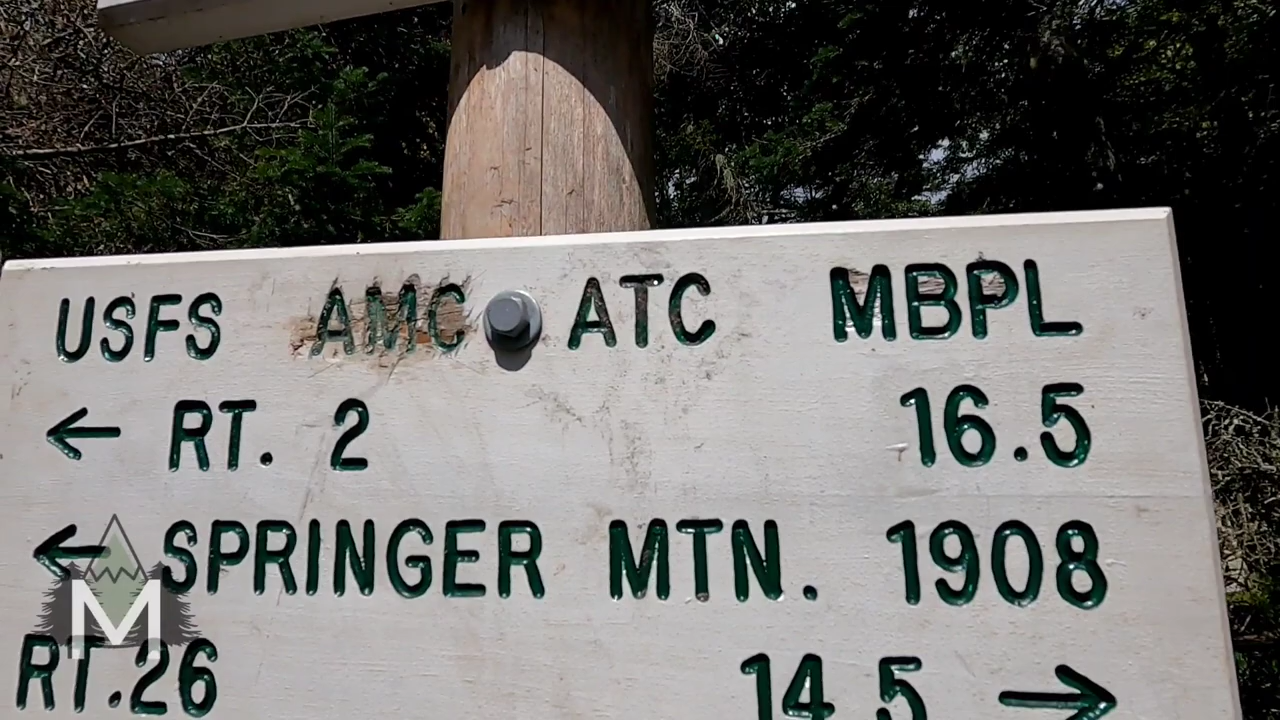 USFS AMC ATC MBPL
← RT. 2 16.5
← SPRINGER MTN. 1908
RT.26 14.5 →
M.